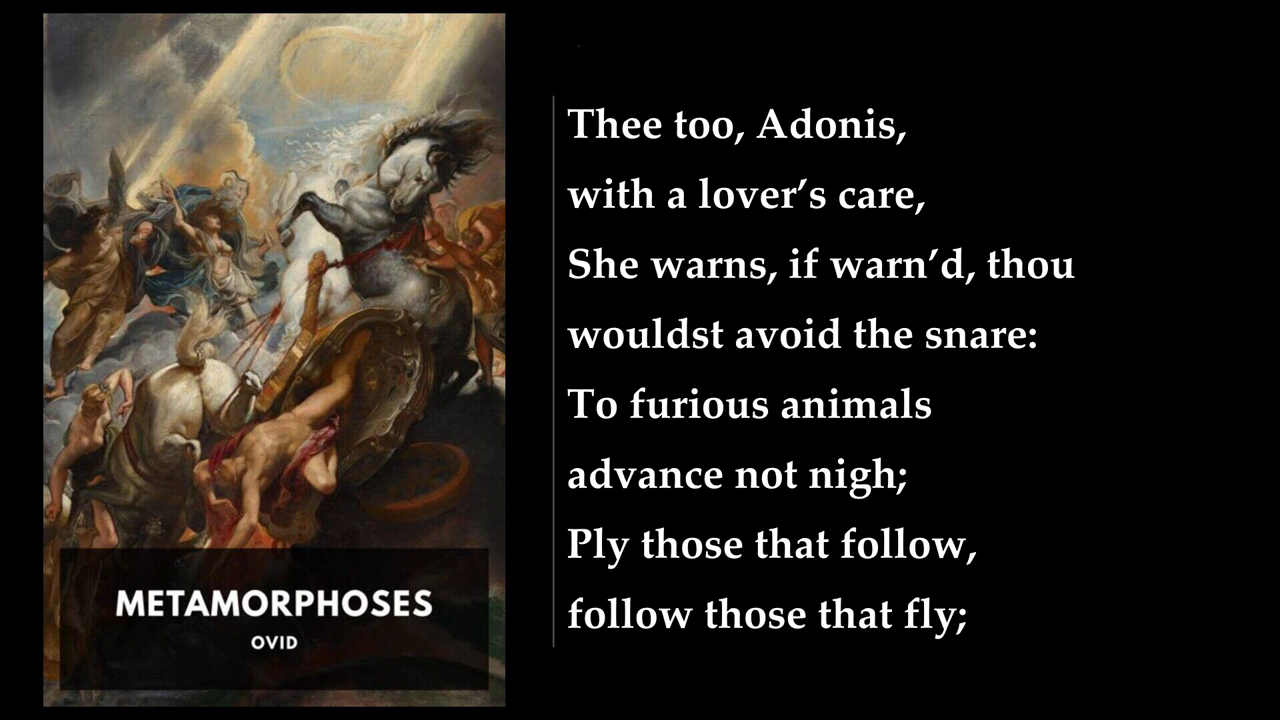 METAMORPHOSES
OVID
Thee too, Adonis,
with a lover’s care,
She warns, if warn’d, thou
wouldst avoid the snare:
To furious animals
advance not nigh;
Ply those that follow,
follow those that fly;